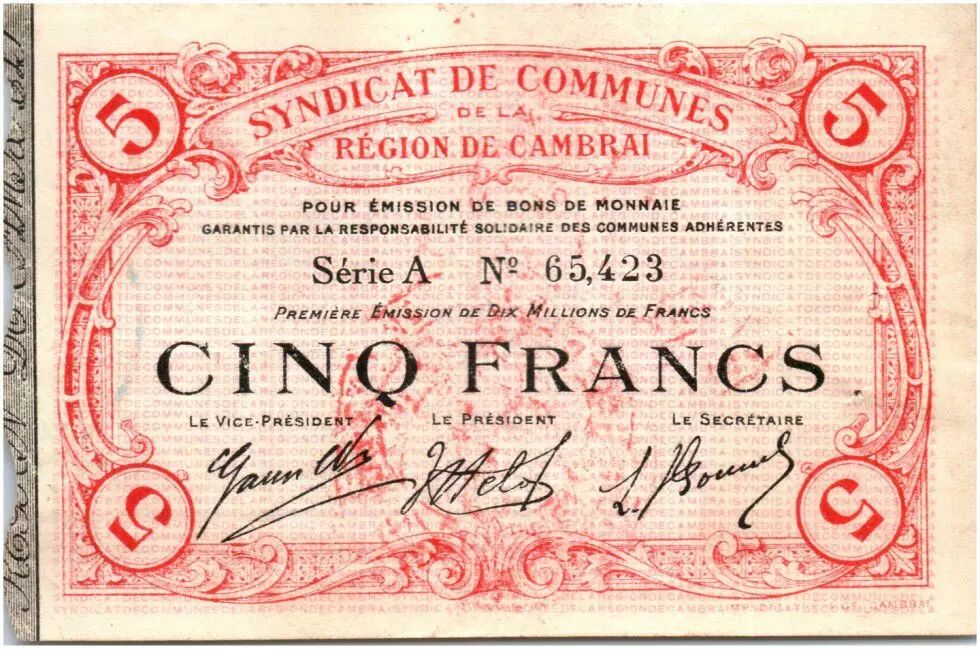 5
5
SYNDICAT DE COMMUNES
DE LA
RÉGION DE CAMBRAI
POUR ÉMISSION DE BONS DE MONNAIE
GARANTIS PAR LA RESPONSABILITÉ SOLIDAIRE DES COMMUNES ADHÉRENTES
Série A Nº 65,423
PREMIÈRE ÉMISSION DE DIX MILLIONS DE FRANCS
CINQ FRANCS
LE VICE-PRÉSIDENT LE PRÉSIDENT LE SECRÉTAIRE
5
5
CAMBRAI